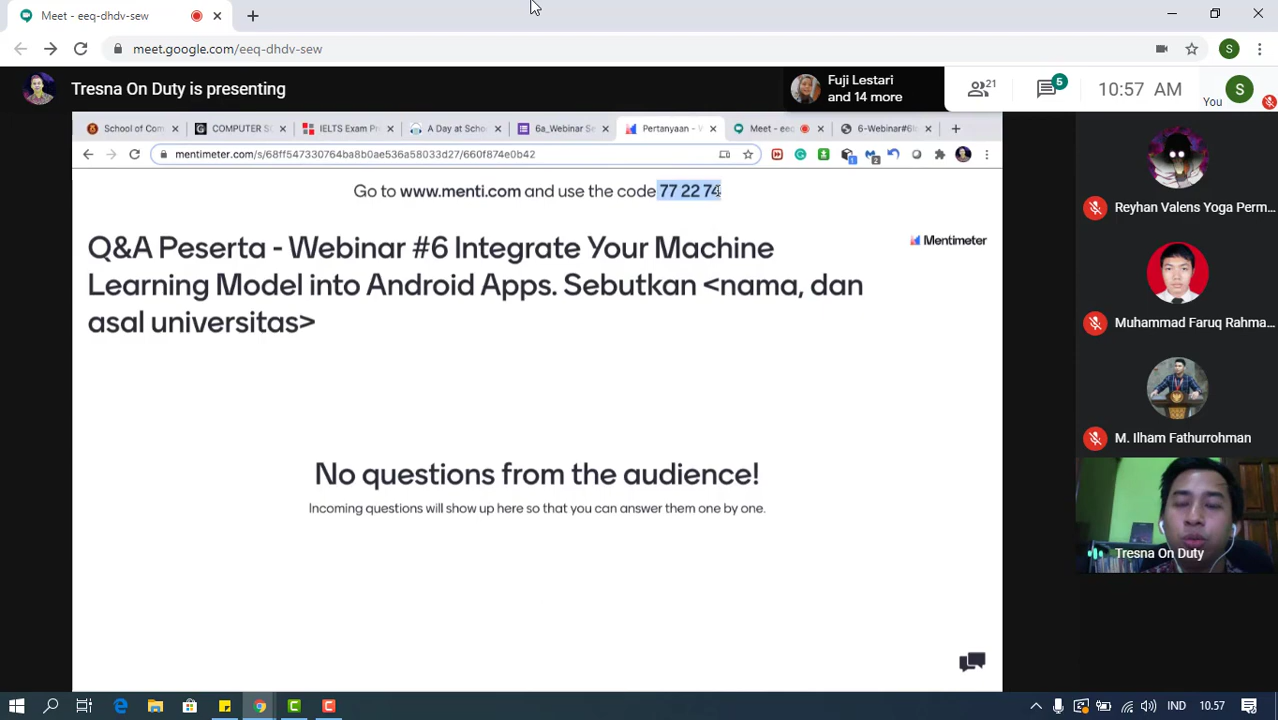 Meet - eeq-dhdv-sew
meet.google.com/eeq-dhdv-sew
S
Tresna On Duty is presenting
Fuji Lestari
and 14 more
21
5
10:57 AM
You
S
School of Com
COMPUTER SC
IELTS Exam Pr
A Day at Schoo
6a_Webinar Se
Pertanyaan - W
Meet - eeq
6-Webinar#6I
mentimeter.com/s/68ff547330764ba8b0ae536a58033d27/660f874e0b42
Go to www.menti.com and use the code 77 22 74
Mentimeter
Q&A Peserta - Webinar #6 Integrate Your Machine
Learning Model into Android Apps. Sebutkan <nama, dan
asal universitas>
No questions from the audience!
Incoming questions will show up here so that you can answer them one by one.
Reyhan Valens Yoga Perm...
Muhammad Faruq Rahma...
M. Ilham Fathurrohman
Tresna On Duty
IND
10.57